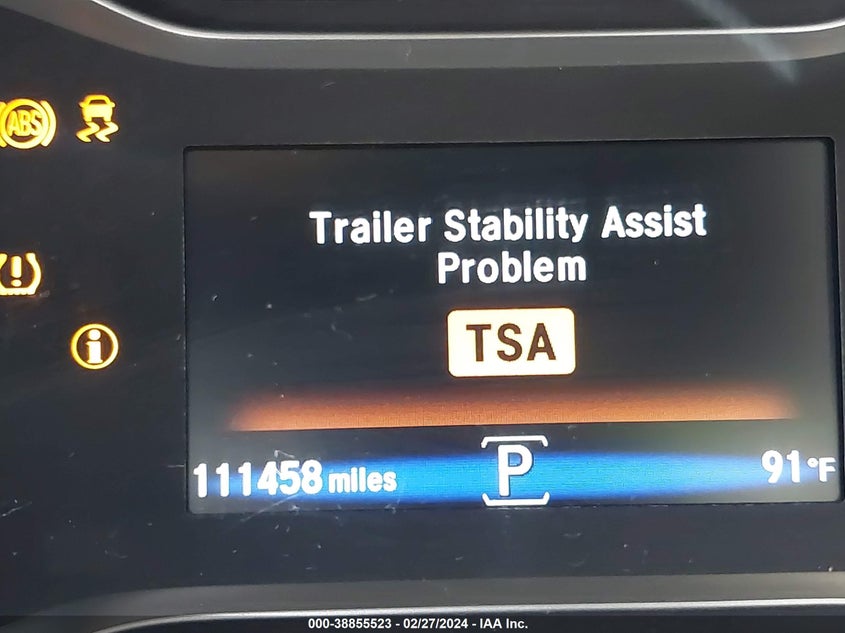 ABS
Trailer Stability Assist
Problem
TSA
111458 miles P 91°F
000-38855523 - 02/27/2024 - IAA Inc.